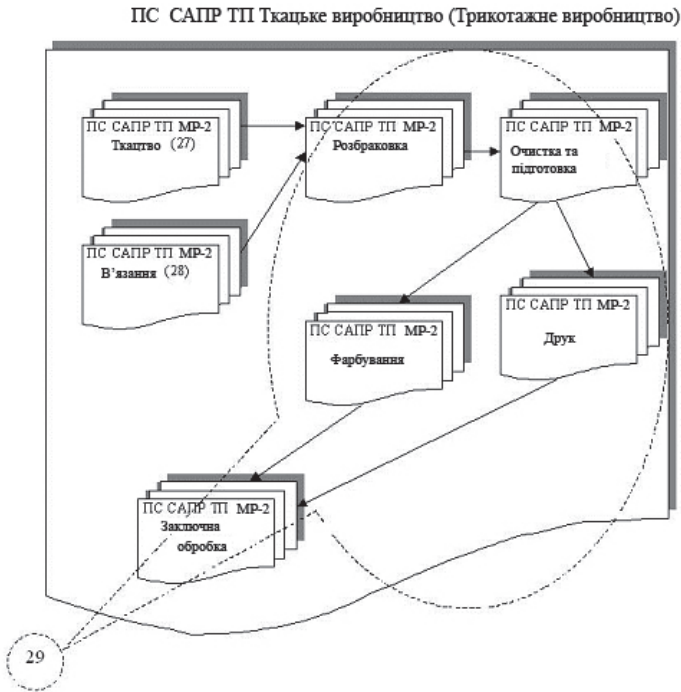 ПС САПР ТП Ткацьке виробництво (Трикотажне виробництво)
ПС САПР ТП МР-2
Ткацтво (27)
ПС САПР ТП МР-2
Розбраковка
ПС САПР ТП МР-2
Очистка та
підготовка
ПС САПР ТП МР-2
В'язання (28)
ПС САПР ТП МР-2
Фарбування
ПС САПР ТП МР-2
Друк
ПС САПР ТП МР-2
Заключна
обробка
29